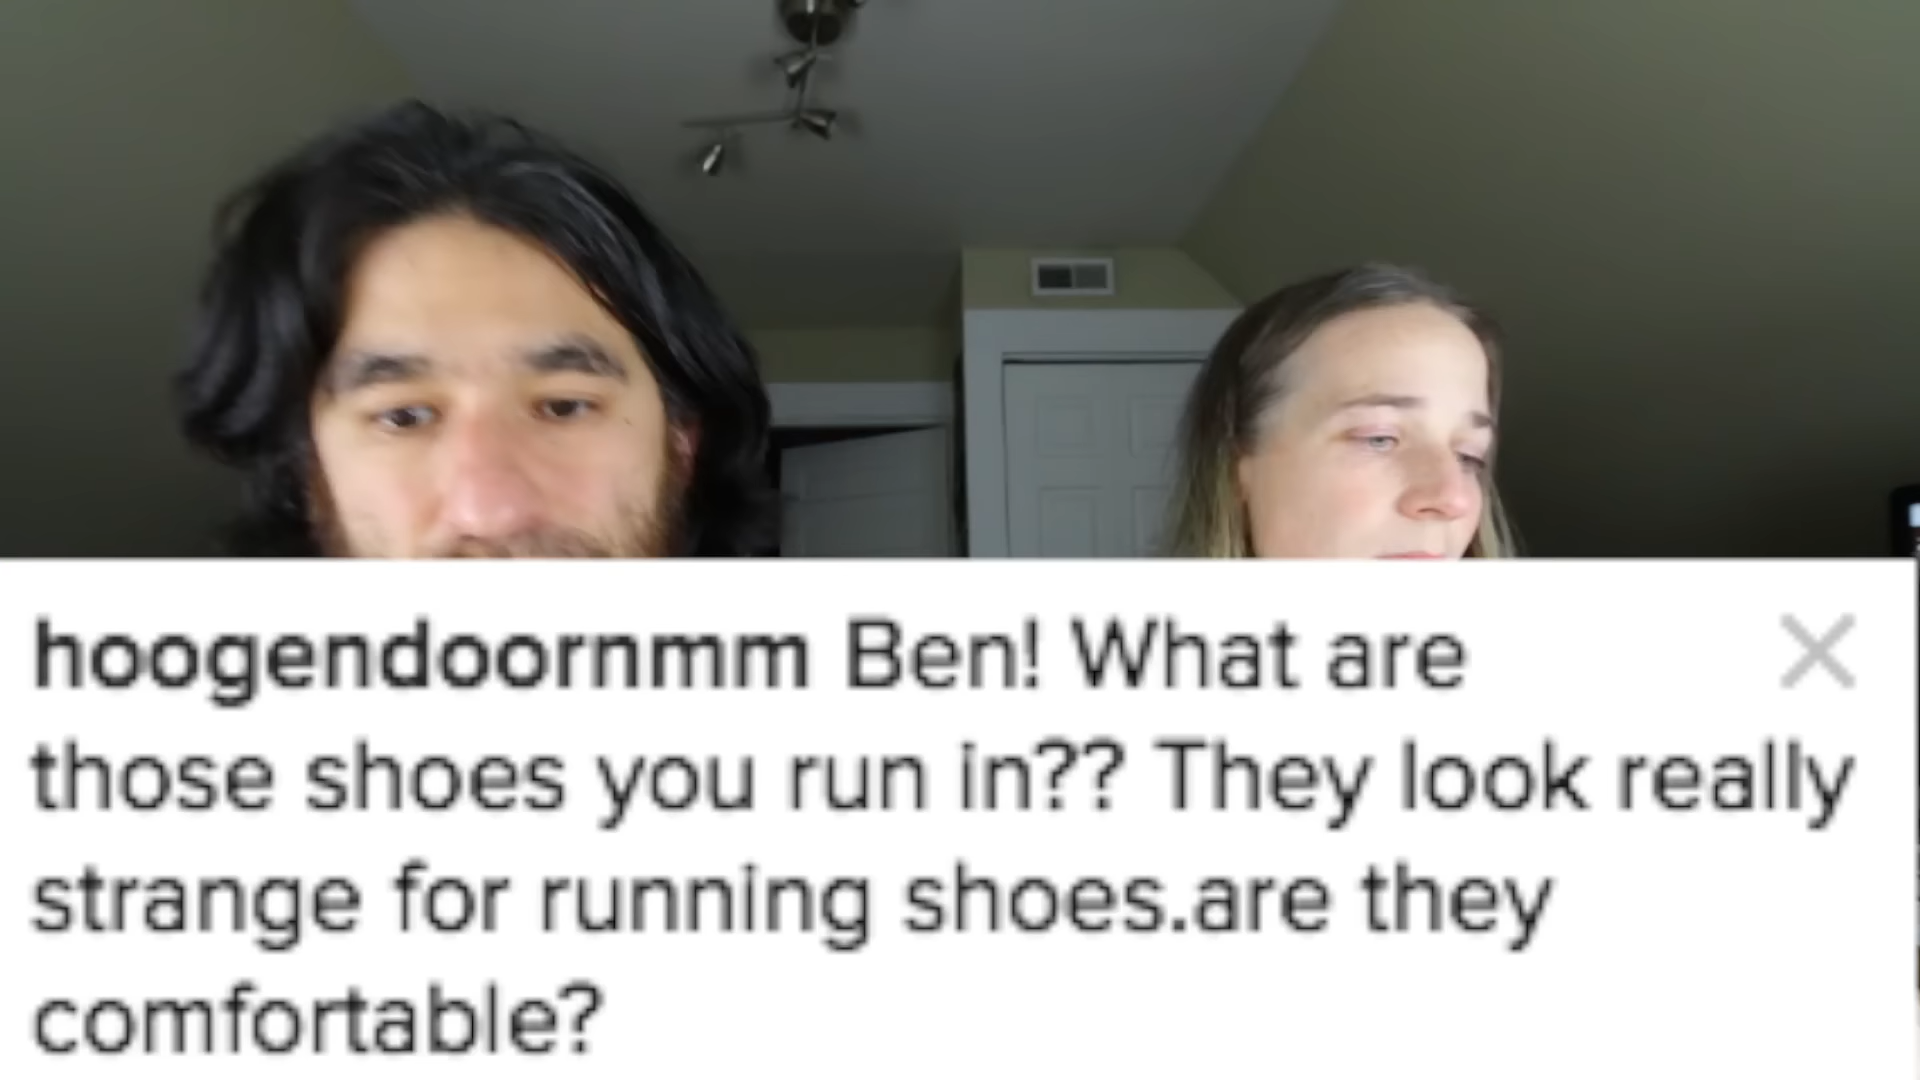 hoogendoornmm Ben! What are
those shoes you run in?? They look really
strange for running shoes.are they
comfortable?